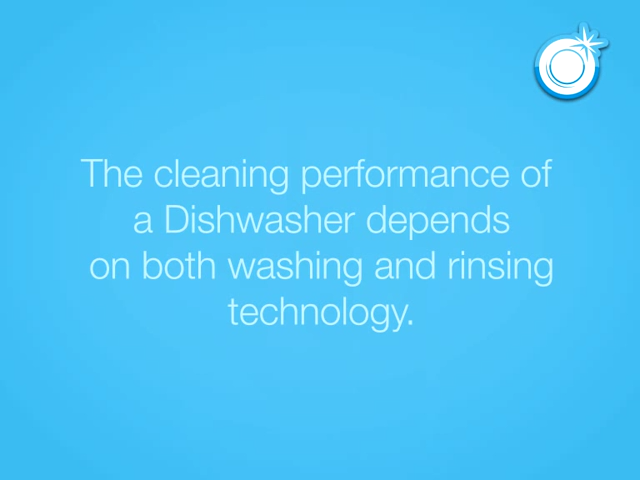 The cleaning performance of
a Dishwasher depends
on both washing and rinsing
technology.